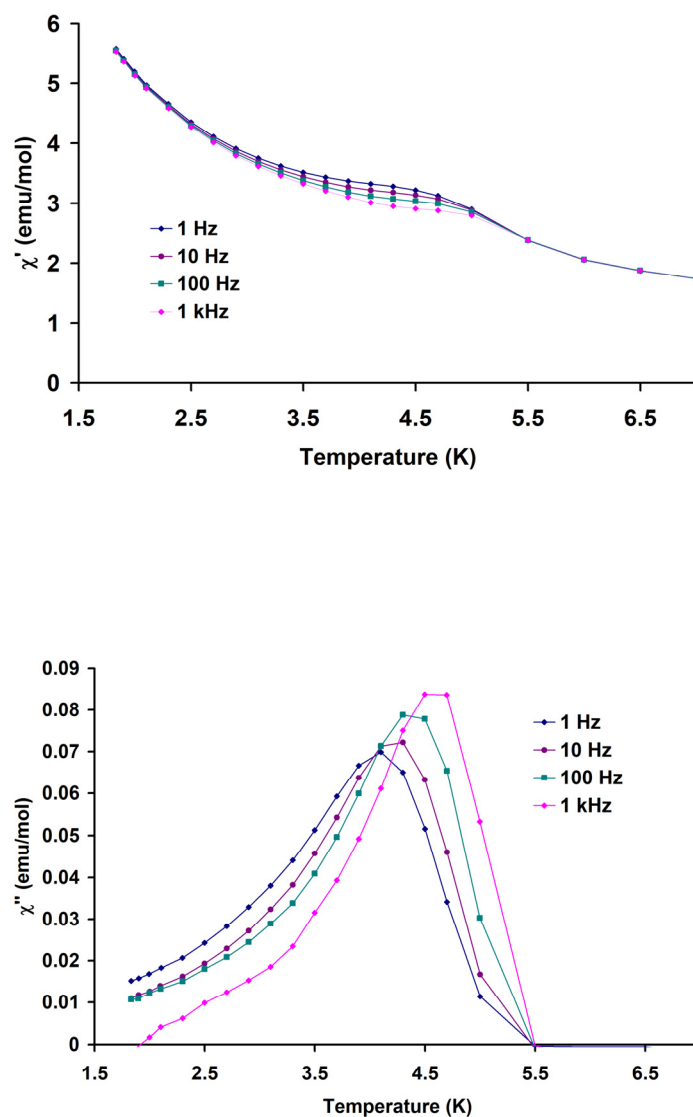 6
5
4
3
2
1
0
χ' (emu/mol)
1 Hz
10 Hz
100 Hz
1 kHz
1.5 2.5 3.5 4.5 5.5 6.5
Temperature (K)
0.09
0.08
0.07
0.06
0.05
0.04
0.03
0.02
0.01
0
χ" (emu/mol)
1 Hz
10 Hz
100 Hz
1 kHz
1.5 2.5 3.5 4.5 5.5 6.5
Temperature (K)